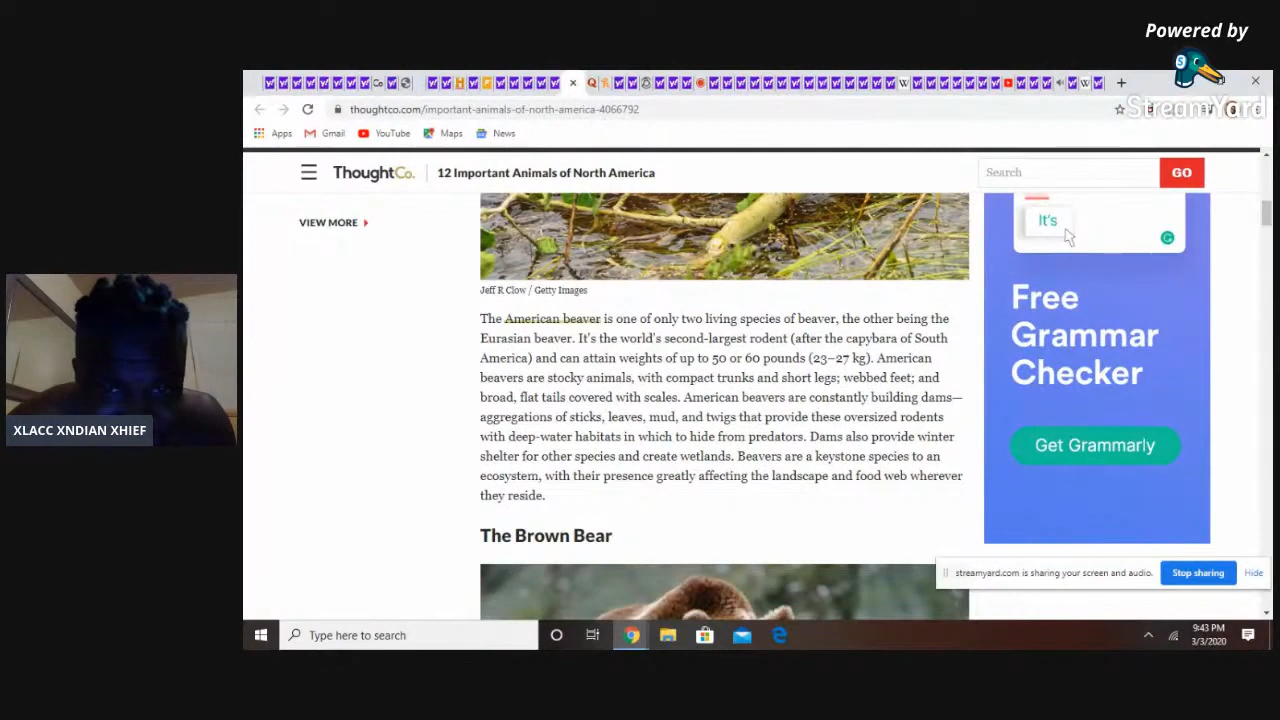 Powered by
StreamYard
thoughtco.com/important-animals-of-north-america-4066792
Apps Gmail YouTube Maps News
ThoughtCo. 12 Important Animals of North America Search GO
VIEW MORE
It's
Jeff R Clow / Getty Images
The American beaver is one of only two living species of beaver, the other being the
Eurasian beaver. It's the world's second-largest rodent (after the capybara of South
America) and can attain weights of up to 50 or 60 pounds (23–27 kg). American
beavers are stocky animals, with compact trunks and short legs; webbed feet; and
broad, flat tails covered with scales. American beavers are constantly building dams—
aggregations of sticks, leaves, mud, and twigs that provide these oversized rodents
with deep-water habitats in which to hide from predators. Dams also provide winter
shelter for other species and create wetlands. Beavers are a keystone species to an
ecosystem, with their presence greatly affecting the landscape and food web wherever
they reside.
The Brown Bear
Free
Grammar
Checker
Get Grammarly
XLACC XNDIAN XHIEF
streamyard.com is sharing your screen and audio. Stop sharing Hide
Type here to search
9:43 PM
3/3/2020